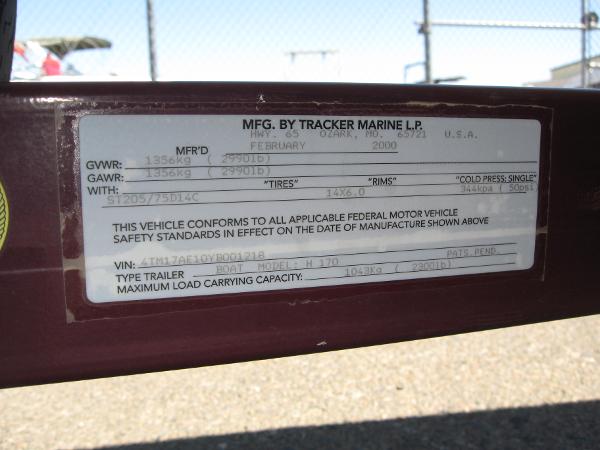 MFG. BY TRACKER MARINE L.P.
HWY. 65 OZARK, MO. 65721 U.S.A.
MFR'D FEBRUARY 2000
GVWR: 1356kg ( 2990lb)
GAWR: 1356kg ( 2990lb)
WITH: "TIRES" "RIMS" "COLD PRESS: SINGLE"
ST205/75D14C 14X6.0 344kpa ( 50psi
THIS VEHICLE CONFORMS TO ALL APPLICABLE FEDERAL MOTOR VEHICLE
SAFETY STANDARDS IN EFFECT ON THE DATE OF MANUFACTURE SHOWN ABOVE
VIN: 4TM17AE10YB001218 PATS.PEND.
TYPE TRAILER BOAT MODEL: H 170
MAXIMUM LOAD CARRYING CAPACITY: 1043Kg ( 2300lb)